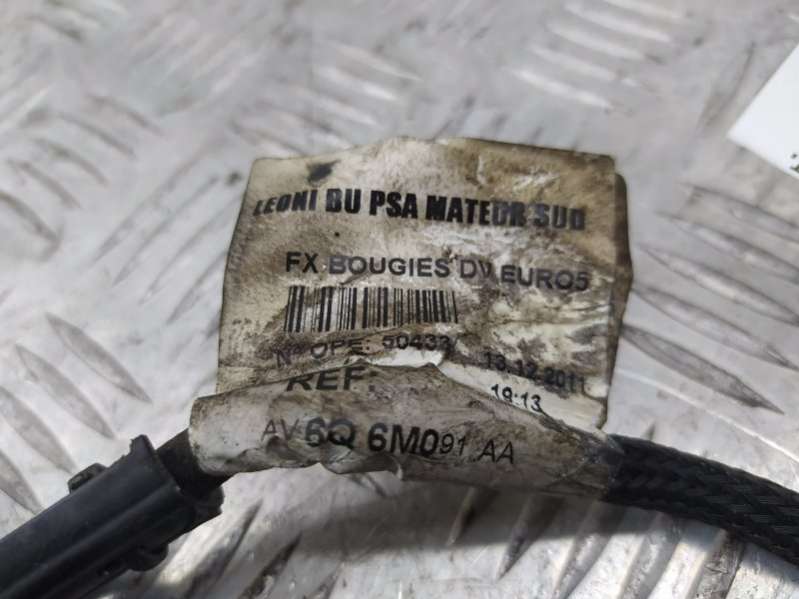 LEONI BU PSA MATEUR SUD
FX BOUGIES DV EURO5
N° OPE: 50433 13.12.2011
REF: 19:13
AV6Q 6M091 AA